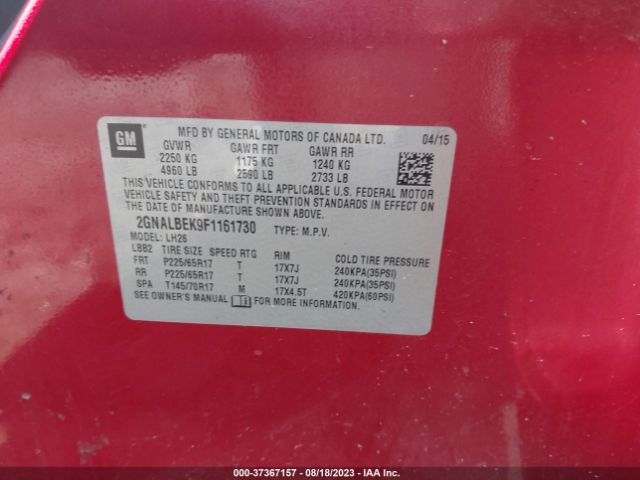 GM
MFD BY GENERAL MOTORS OF CANADA LTD. 04/15
GVWR GAWR FRT GAWR RR
2250 KG 1175 KG 1240 KG
4960 LB 2590 LB 2733 LB
THIS VEHICLE CONFORMS TO ALL APPLICABLE U.S. FEDERAL MOTOR
VEHICLE SAFETY AND THEFT PREVENTION STANDARDS IN EFFECT ON
THE DATE OF MANUFACTURE SHOWN ABOVE.
2GNALBEK9F1161730 TYPE: M.P.V.
MODEL: LH26
LBB2 TIRE SIZE SPEED RTG RIM COLD TIRE PRESSURE
FRT P225/65R17 T 17X7J 240KPA(35PSI)
RR P225/65R17 T 17X7J 240KPA(35PSI)
SPA T145/70R17 M 17X4.5T 420KPA(60PSI)
SEE OWNER'S MANUAL FOR MORE INFORMATION.
000-37367157 - 08/18/2023 - IAA Inc.